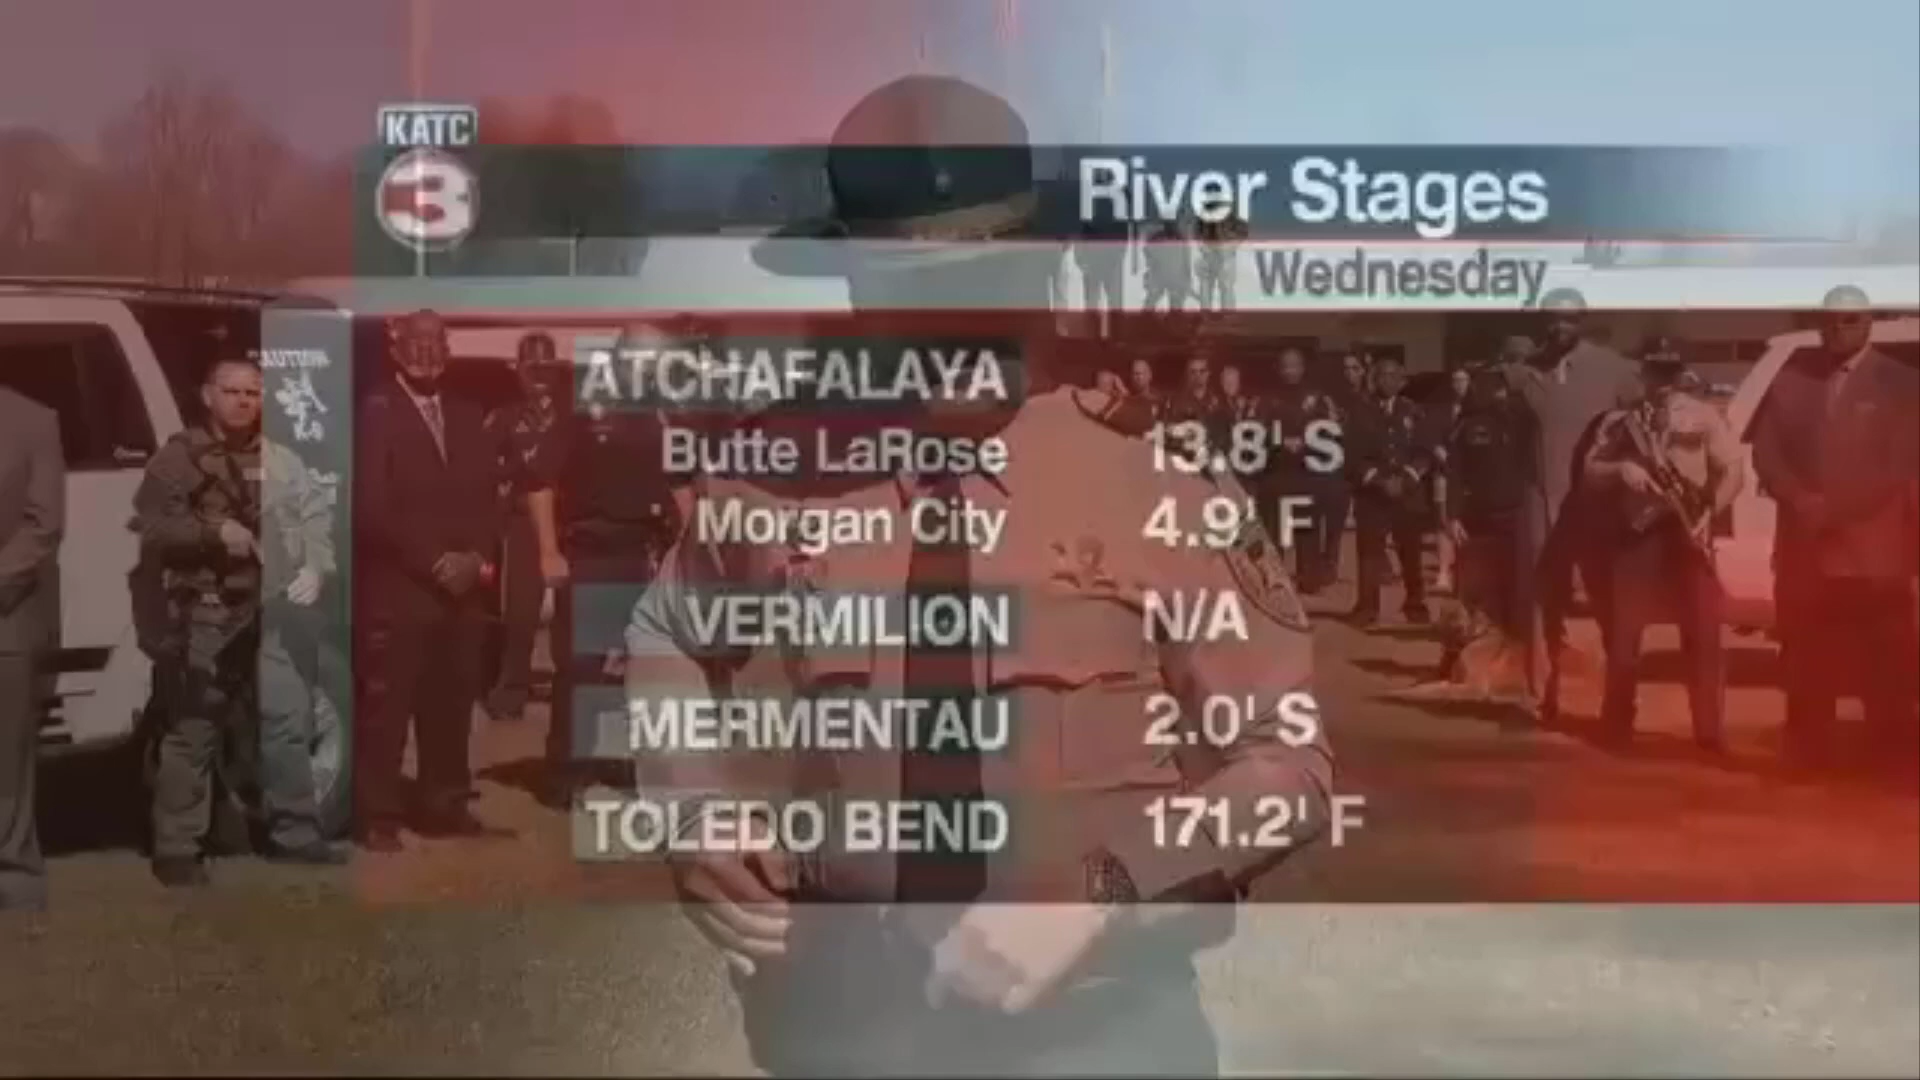 KATC
3
River Stages
Wednesday
CAUTION
ATCHAFALAYA
Butte LaRose 13.8' S
Morgan City 4.9' F
VERMILION N/A
MERMENTAU 2.0' S
TOLEDO BEND 171.2' F